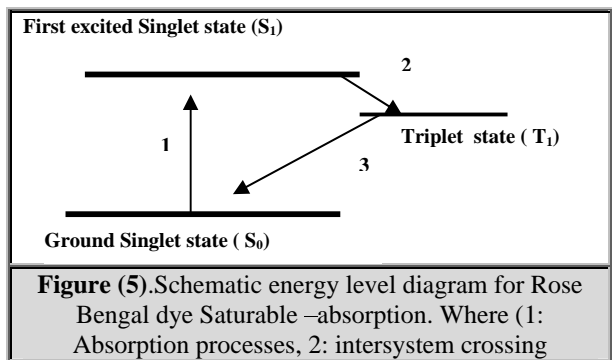 First excited Singlet state (S1)
2
1
Triplet state ( T1)
3
Ground Singlet state ( S0)
Figure (5).Schematic energy level diagram for Rose
Bengal dye Saturable –absorption. Where (1:
Absorption processes, 2: intersystem crossing